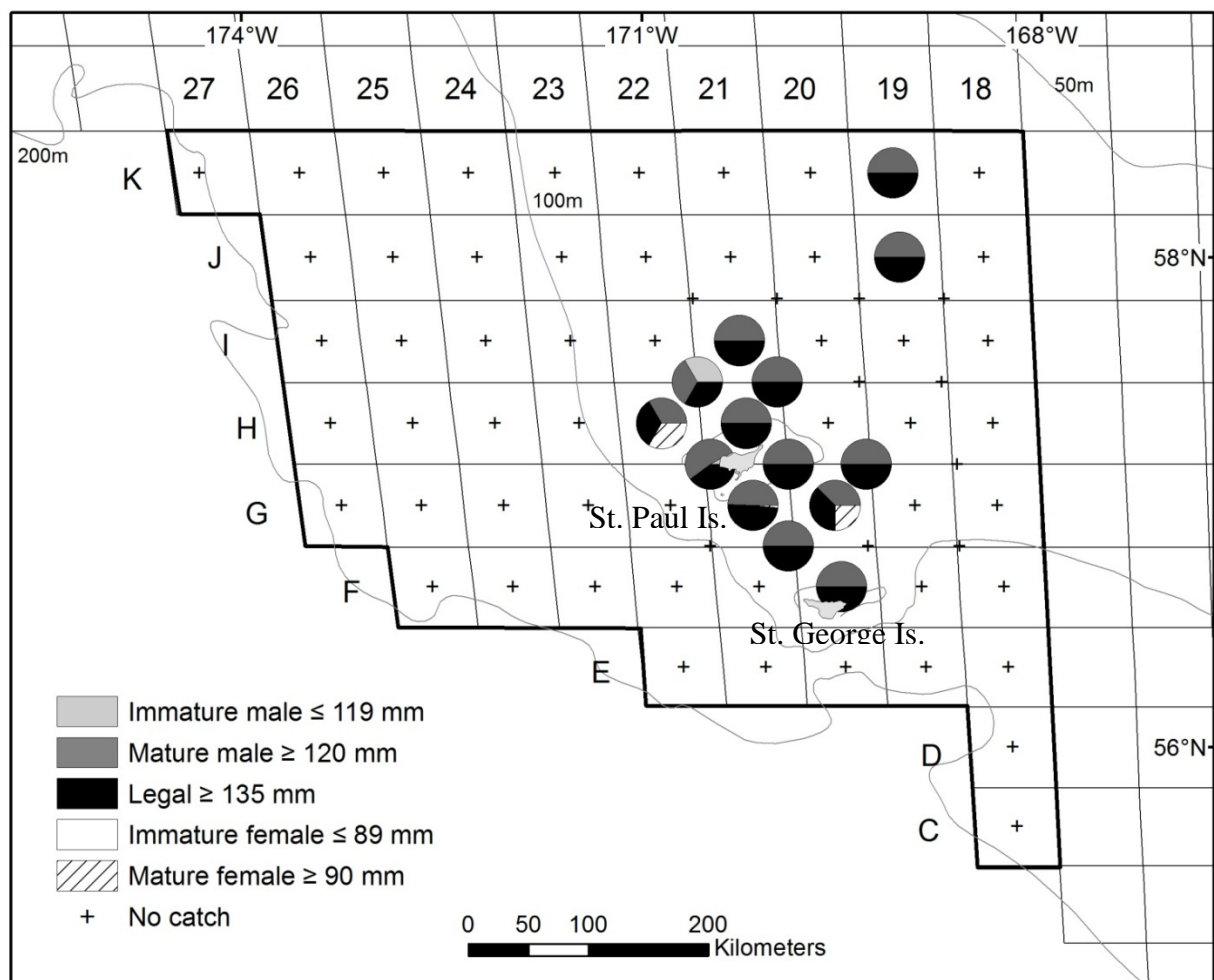 174°W 171°W 168°W
27 26 25 24 23 22 21 20 19 18
50m
200m
K
100m
J
58°N
I
H
G
St. Paul Is.
F
St. George Is.
E
Immature male ≤ 119 mm
Mature male ≥ 120 mm
D
56°N
Legal ≥ 135 mm
C
Immature female ≤ 89 mm
Mature female ≥ 90 mm
No catch
0 50 100 200
Kilometers